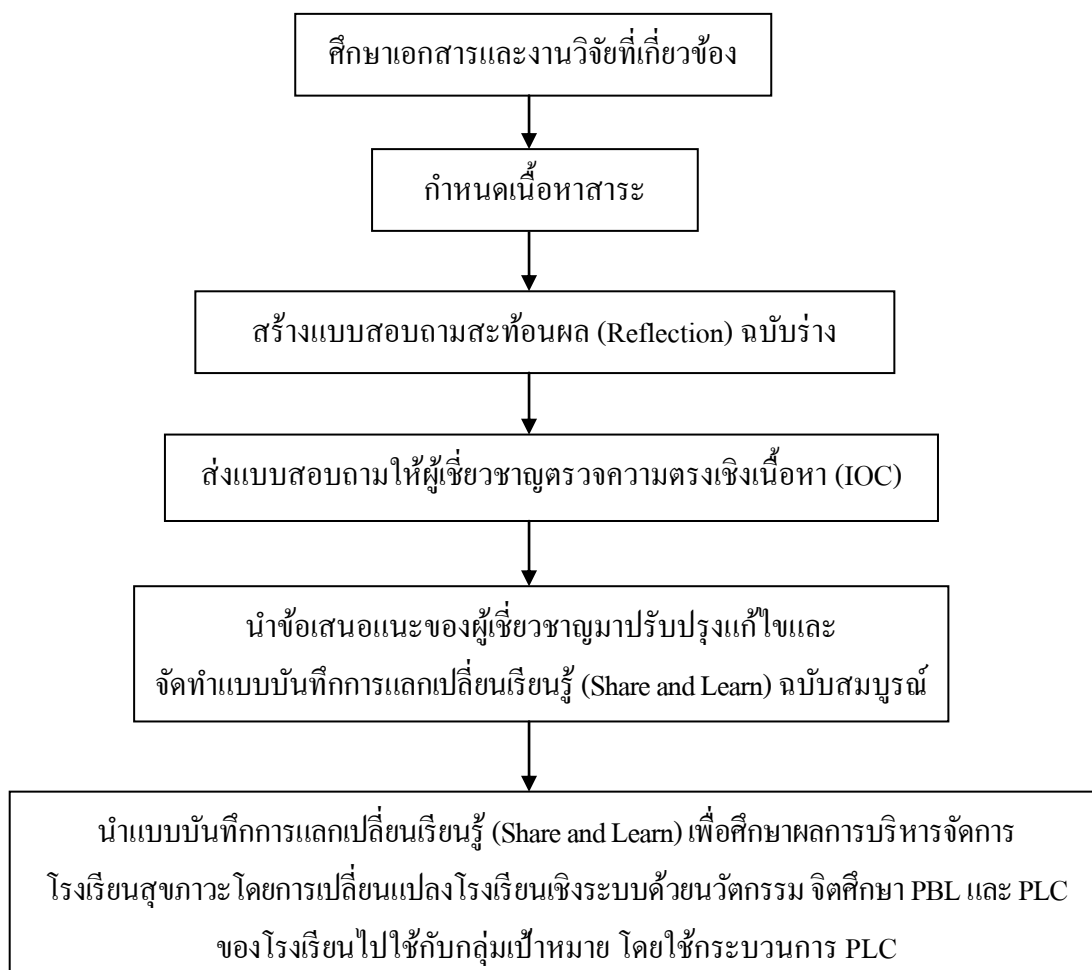 ศึกษาเอกสารและงานวิจัยที่เกี่ยวข้อง
กำหนดเนื้อหาสาระ
สร้างแบบสอบถามสะท้อนผล (Reflection) ฉบับร่าง
ส่งแบบสอบถามให้ผู้เชี่ยวชาญตรวจความตรงเชิงเนื้อหา (IOC)
นำข้อเสนอแนะของผู้เชี่ยวชาญมาปรับปรุงแก้ไขและ
จัดทำแบบบันทึกการแลกเปลี่ยนเรียนรู้ (Share and Learn) ฉบับสมบูรณ์
นำแบบบันทึกการแลกเปลี่ยนเรียนรู้ (Share and Learn) เพื่อศึกษาผลการบริหารจัดการ
โรงเรียนสุขภาวะโดยการเปลี่ยนแปลงโรงเรียนเชิงระบบด้วยนวัตกรรม จิตศึกษา PBL และ PLC
ของโรงเรียนไปใช้กับกลุ่มเป้าหมาย โดยใช้กระบวนการ PLC